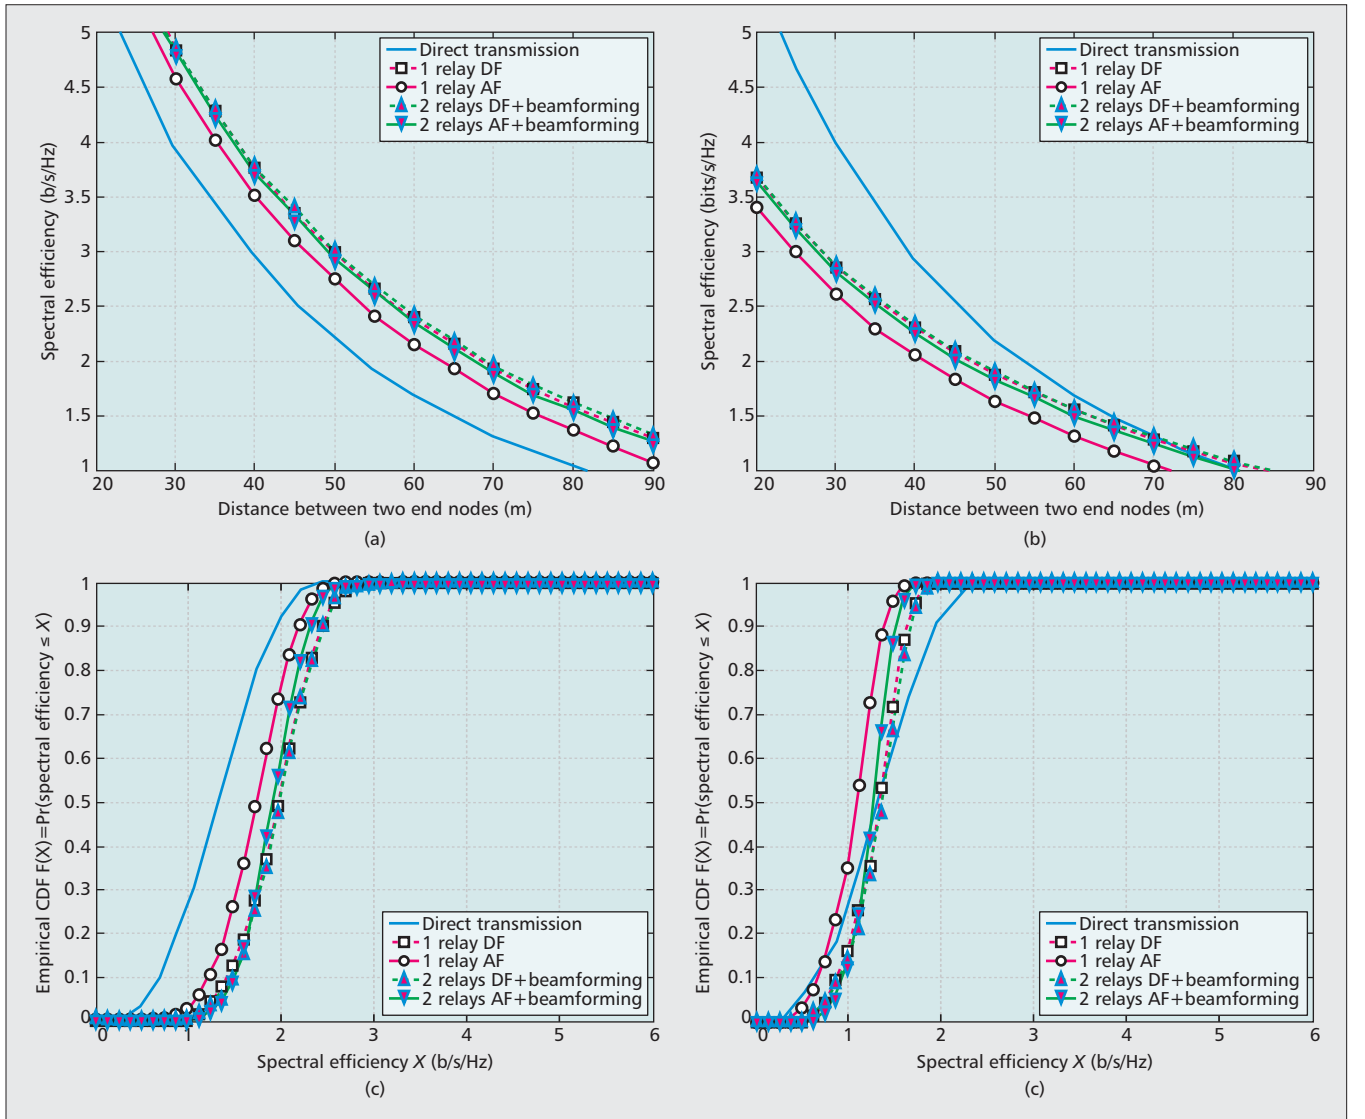 5
4.5
4
3.5
3
2.5
2
1.5
1
Spectral efficiency (b/s/Hz)
Direct transmission
1 relay DF
1 relay AF
2 relays DF+beamforming
2 relays AF+beamforming
20 30 40 50 60 70 80 90
Distance between two end nodes (m)
(a)
5
4.5
4
3.5
3
2.5
2
1.5
1
Spectral efficiency (bits/s/Hz)
Direct transmission
1 relay DF
1 relay AF
2 relays DF+beamforming
2 relays AF+beamforming
20 30 40 50 60 70 80 90
Distance between two end nodes (m)
(b)
1
0.9
0.8
0.7
0.6
0.5
0.4
0.3
0.2
0.1
0
Empirical CDF F(X)=Pr(spectral efficiency ≤ X)
Direct transmission
1 relay DF
1 relay AF
2 relays DF+beamforming
2 relays AF+beamforming
0 1 2 3 4 5 6
Spectral efficiency X (b/s/Hz)
(c)
1
0.9
0.8
0.7
0.6
0.5
0.4
0.3
0.2
0.1
0
Empirical CDF F(X)=Pr(spectral efficiency ≤ X)
Direct transmission
1 relay DF
1 relay AF
2 relays DF+beamforming
2 relays AF+beamforming
0 1 2 3 4 5 6
Spectral efficiency X (b/s/Hz)
(c)